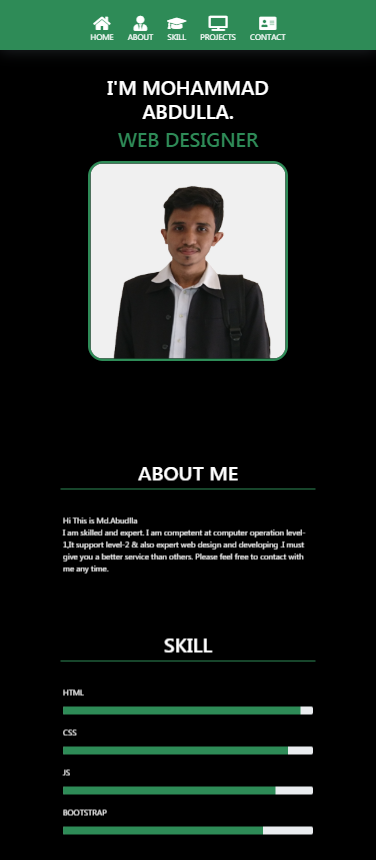 HOME ABOUT SKILL PROJECTS CONTACT
I'M MOHAMMAD
ABDULLA.
WEB DESIGNER
ABOUT ME
Hi This is Md.Abudlla
I am skilled and expert. I am competent at computer operation level-
1,It support level-2 & also expert web design and developing .I must
give you a better service than others. Please feel free to contact with
me any time.
SKILL
HTML
CSS
JS
BOOTSTRAP